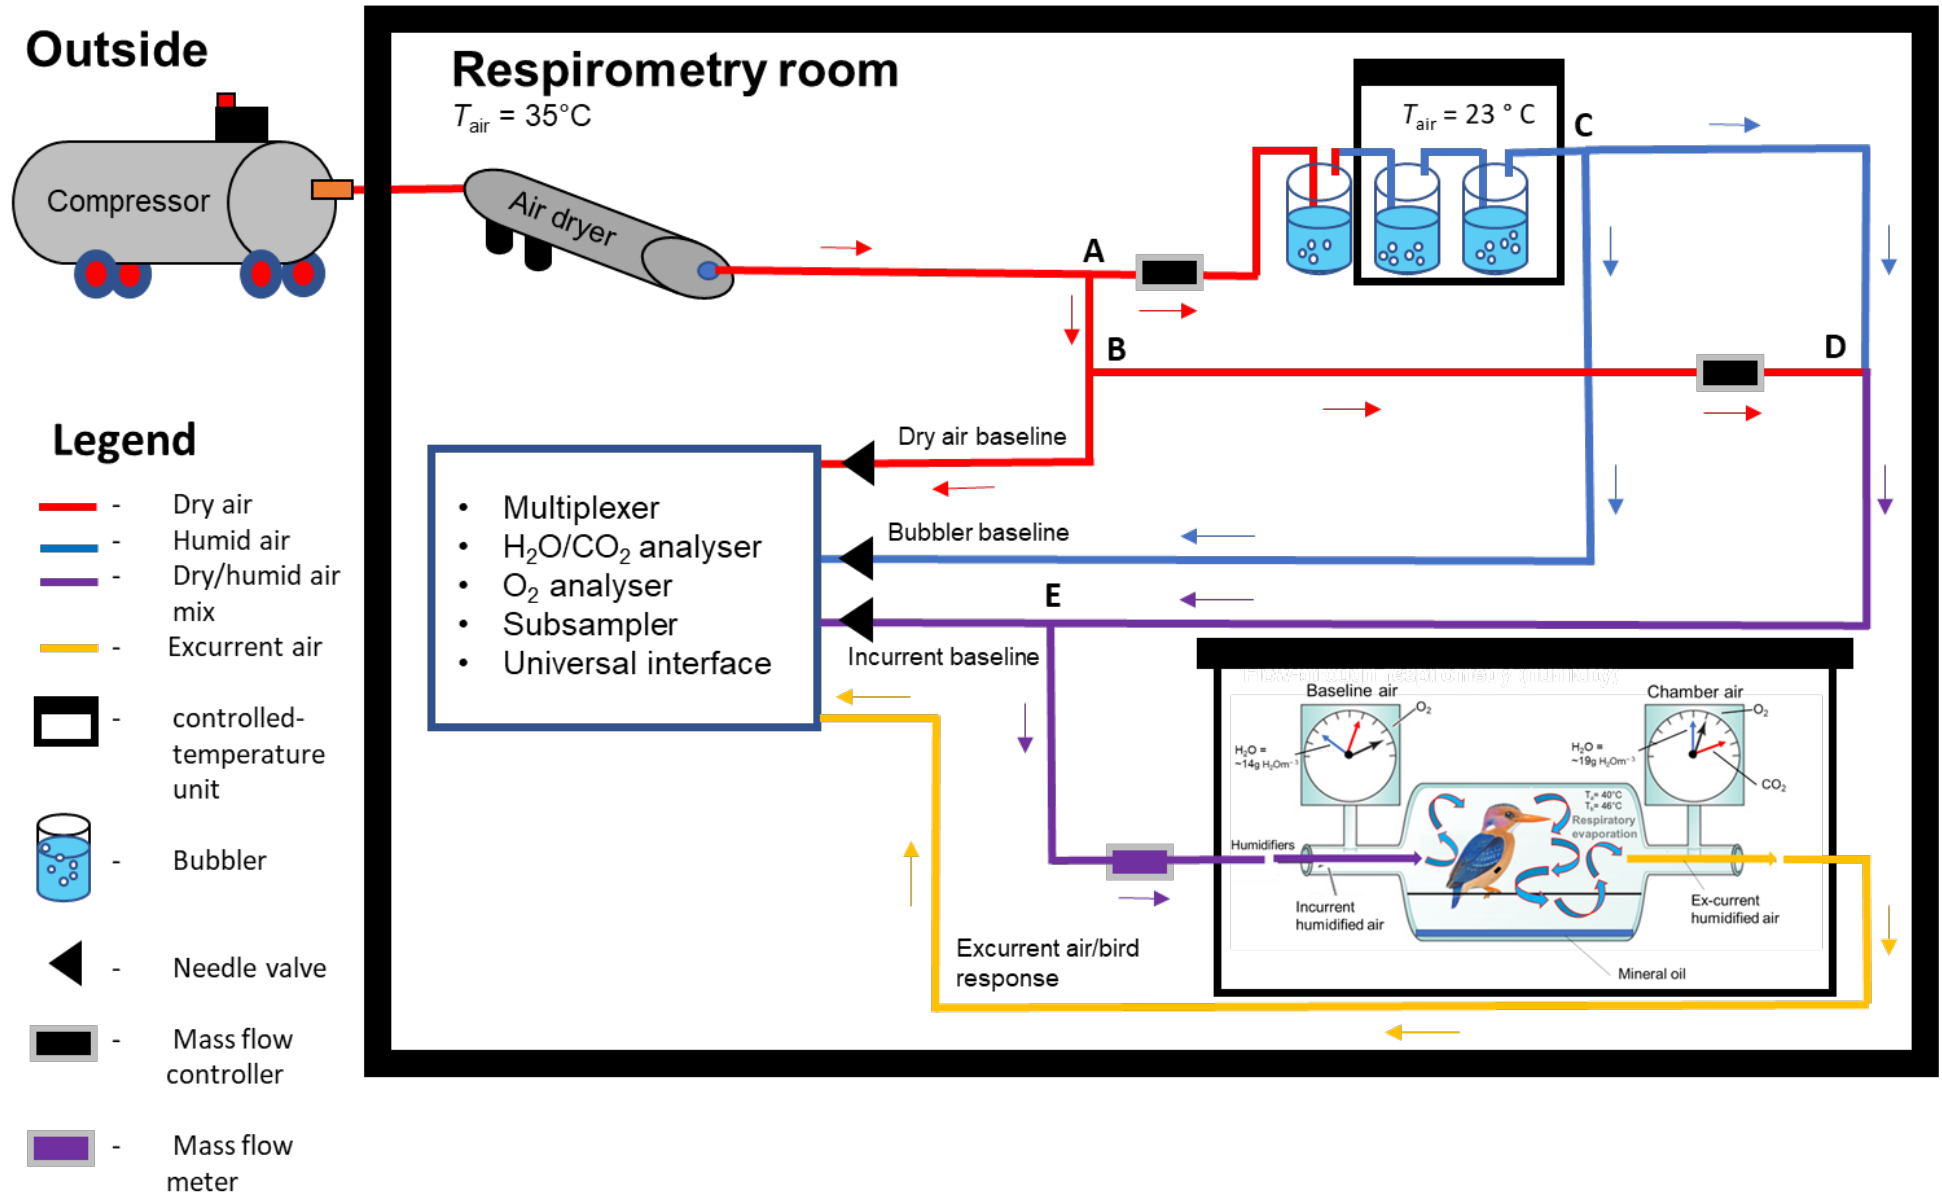 Outside
Compressor
Respirometry room
Tair = 35°C
Air dryer
Tair = 23 ° C
A
B
C
D
E
Dry air baseline
Bubbler baseline
Incurrent baseline
• Multiplexer
• H2O/CO2 analyser
• O2 analyser
• Subsampler
• Universal interface
Excurrent air/bird
response
Baseline air
O2
H2O =
~14g H2Om-3
Chamber air
O2
H2O =
~19g H2Om-3
CO2
Ta= 40°C
Tb= 46°C
Respiratory
evaporation
Humidifiers
Incurrent
humidified air
Ex-current
humidified air
Mineral oil
Legend
- Dry air
- Humid air
- Dry/humid air
mix
- Excurrent air
- controlled-
temperature
unit
- Bubbler
- Needle valve
- Mass flow
controller
- Mass flow
meter